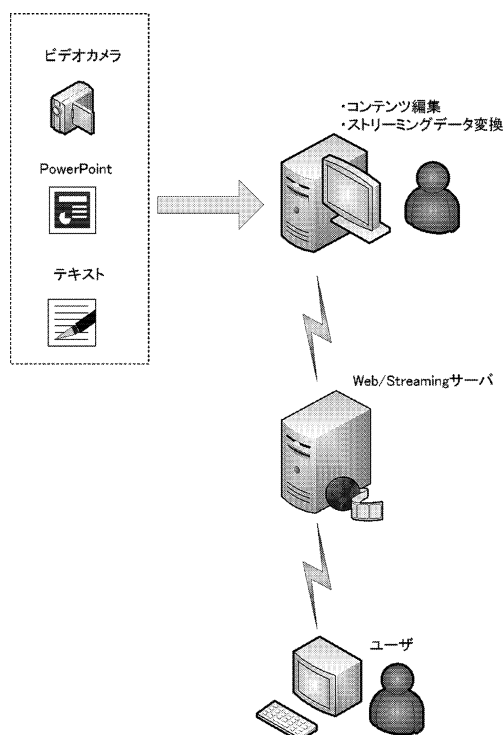 ビデオカメラ
PowerPoint
テキスト
・コンテンツ編集
・ストリーミングデータ変換
Web/Streamingサーバ
ユーザ